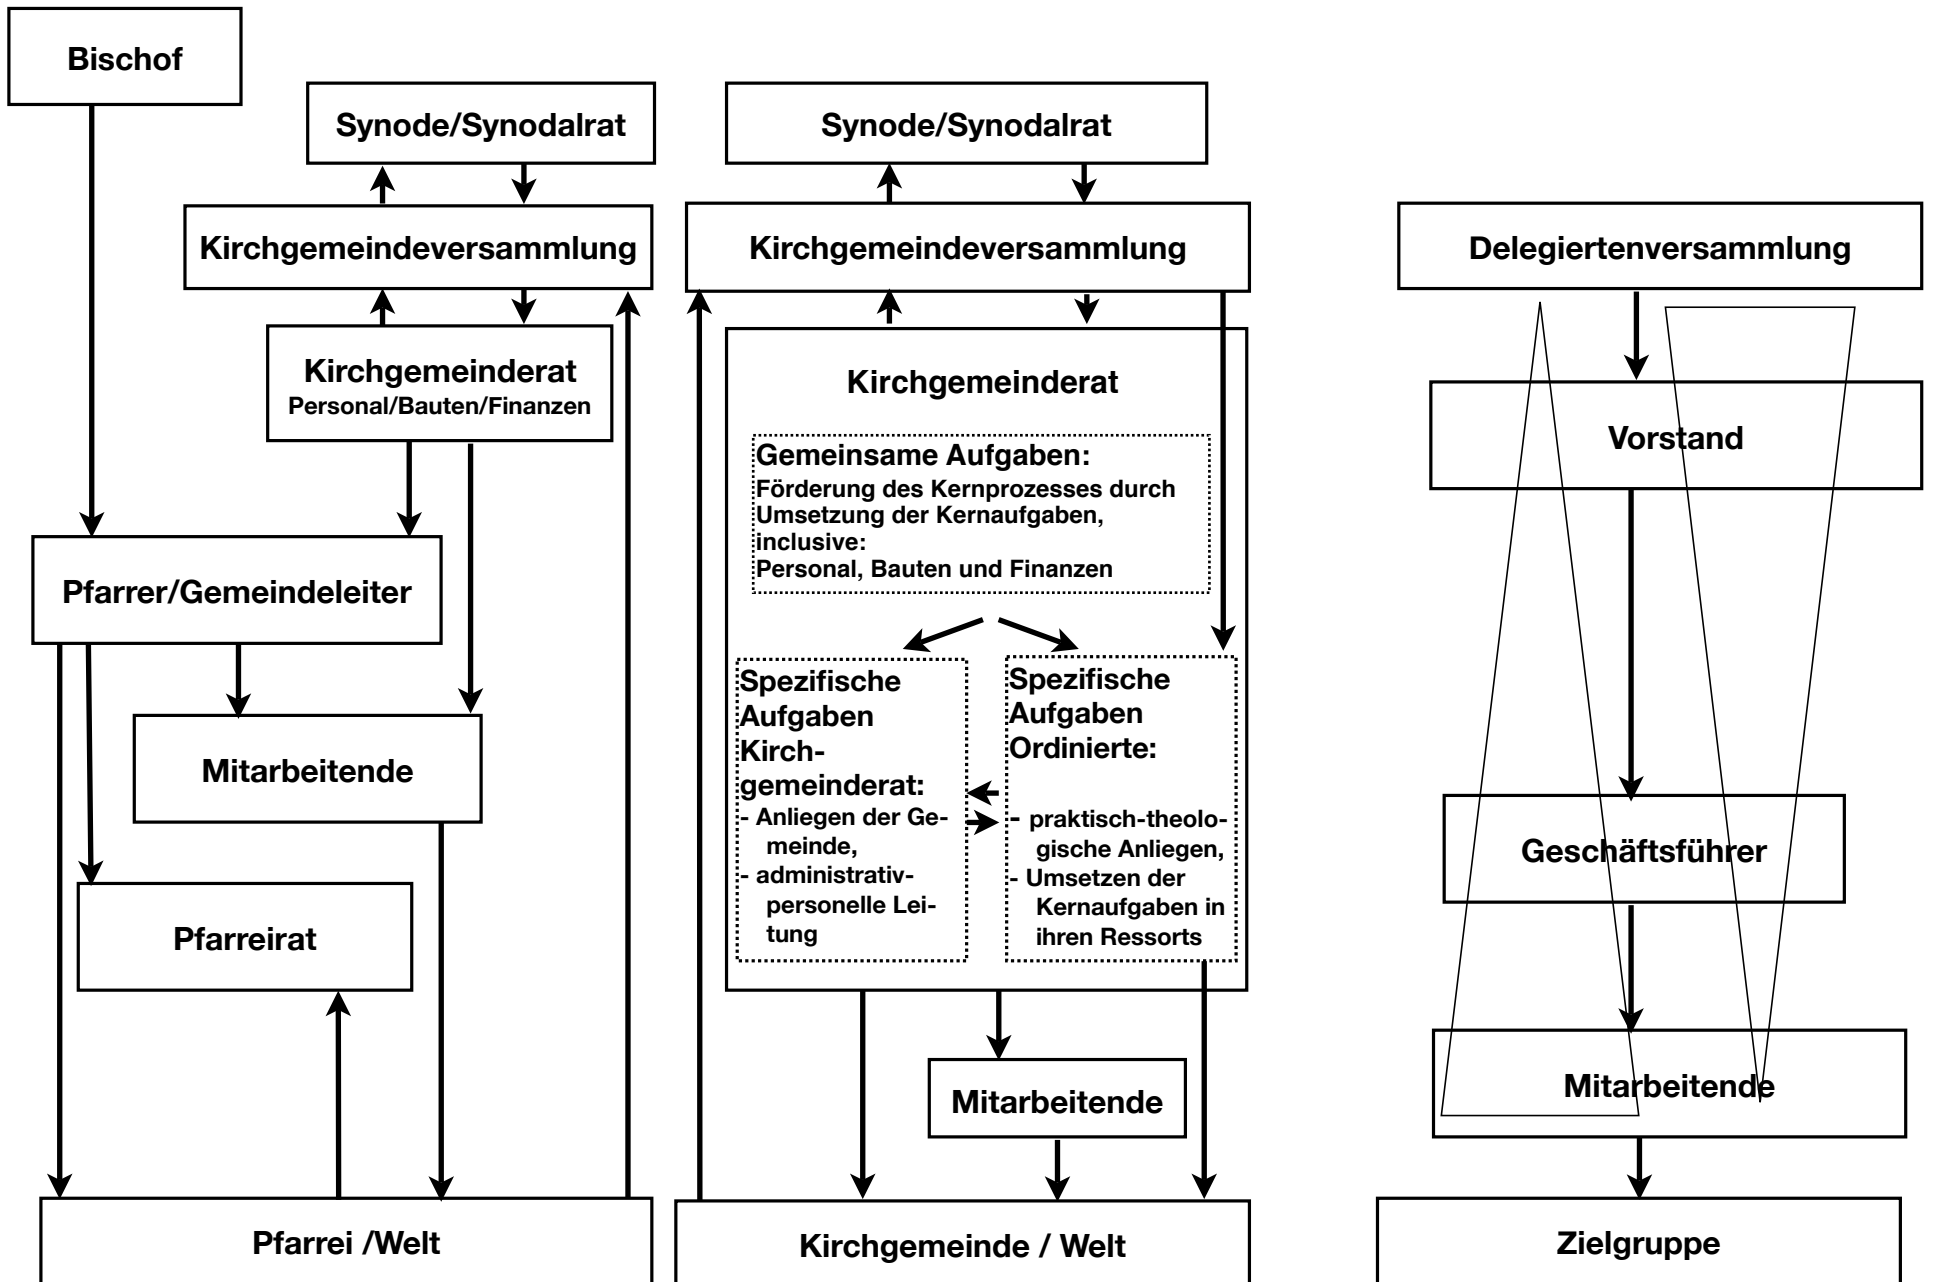 Bischof
Synode/Synodalrat
Kirchgemeindeversammlung
Kirchgemeinderat
Personal/Bauten/Finanzen
Pfarrer/Gemeindeleiter
Mitarbeitende
Pfarreirat
Pfarrei /Welt
Synode/Synodalrat
Kirchgemeindeversammlung
Kirchgemeinderat
Gemeinsame Aufgaben:
Förderung des Kernprozesses durch
Umsetzung der Kernaufgaben,
inclusive:
Personal, Bauten und Finanzen
Spezifische
Aufgaben
Kirch-
gemeinderat:
- Anliegen der Ge-
meinde,
- administrativ-
personelle Lei-
tung
Spezifische
Aufgaben
Ordinierte:
- praktisch-theolo-
gische Anliegen,
- Umsetzen der
Kernaufgaben in
ihren Ressorts
Mitarbeitende
Kirchgemeinde / Welt
Delegiertenversammlung
Vorstand
Geschäftsführer
Mitarbeitende
Zielgruppe